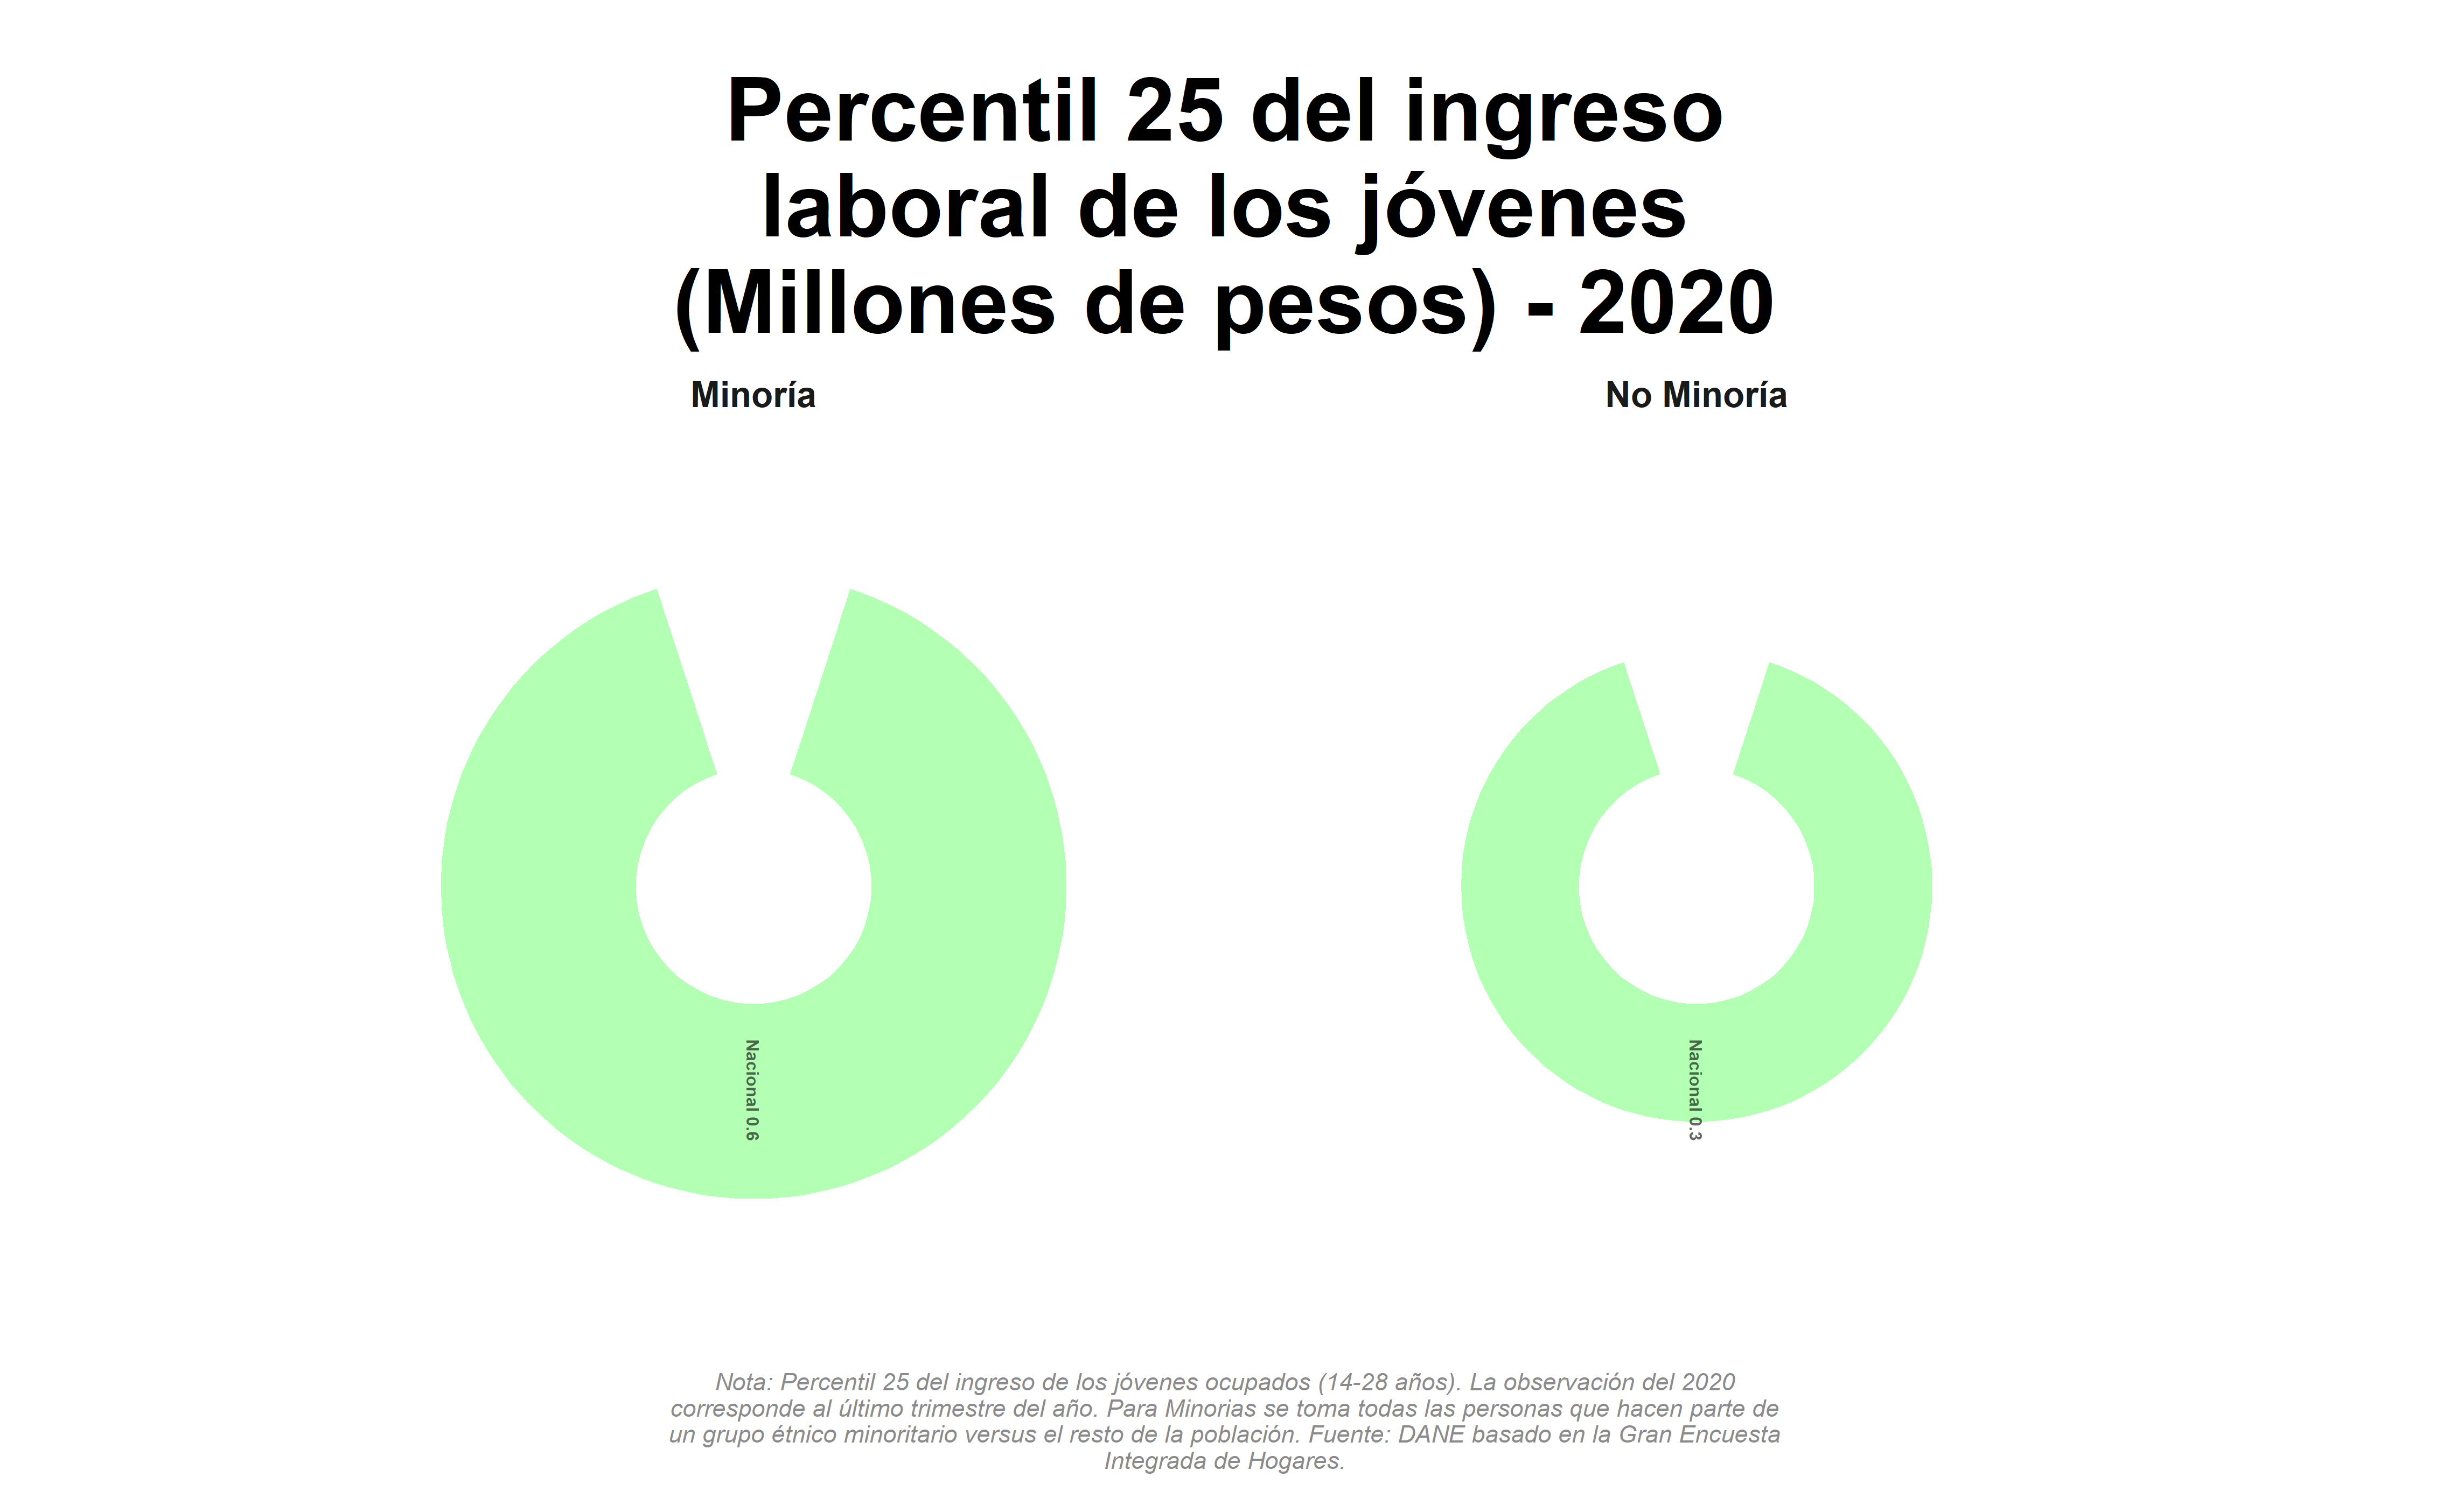 Percentil 25 del ingreso
laboral de los jóvenes
(Millones de pesos) - 2020
Minoría
No Minoría
Nacional 0.6
Nacional 0.3
Nota: Percentil 25 del ingreso de los jóvenes ocupados (14-28 años). La observación del 2020
corresponde al último trimestre del año. Para Minorias se toma todas las personas que hacen parte de
un grupo étnico minoritario versus el resto de la población. Fuente: DANE basado en la Gran Encuesta
Integrada de Hogares.